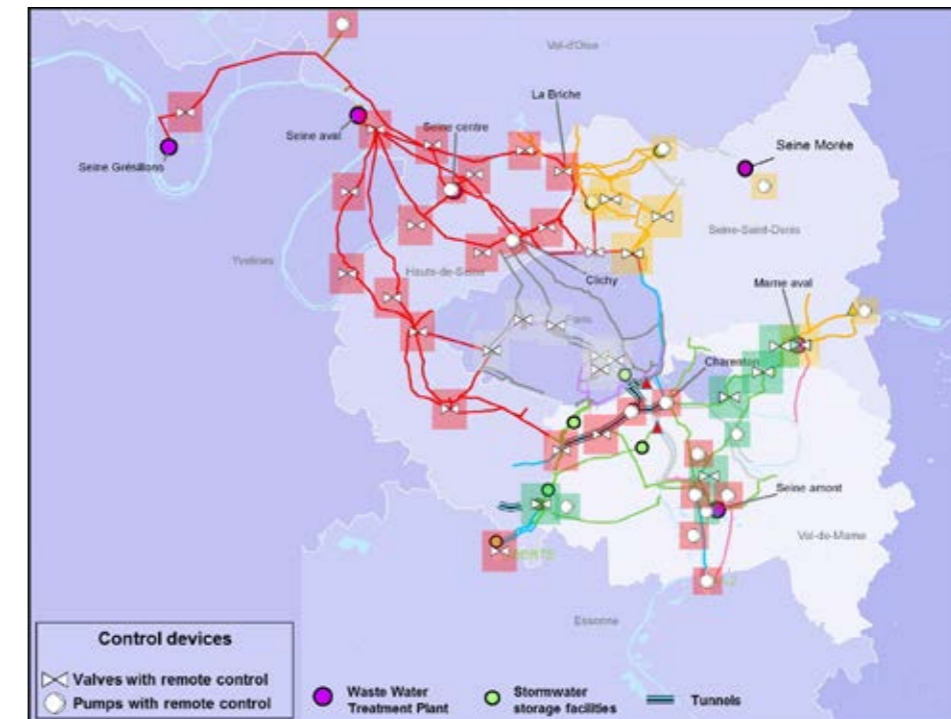 Val-d'Oise
La Briche
Seine aval
Seine centre
Seine Grésillons
Seine Morée
Seine-Saint-Denis
Yvelines
Hauts-de-Seine
Clichy
Marne aval
Paris
Charenton
Seine amont
Val-de-Marne
Essonne
Control devices
Valves with remote control
Pumps with remote control
Waste Water
Treatment Plant
Stormwater
storage facilities
Tunnels